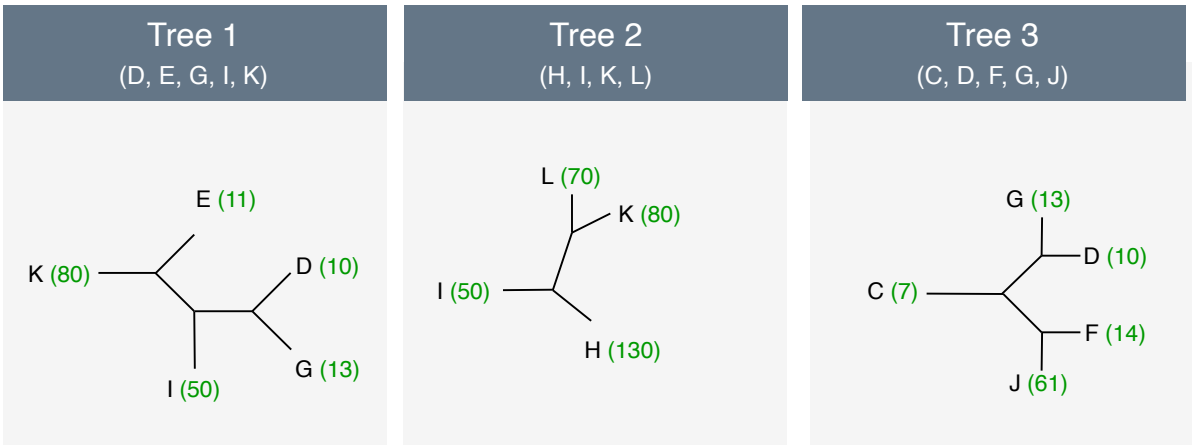 Tree 1
(D, E, G, I, K)
E (11)
K (80)
D (10)
G (13)
I (50)
Tree 2
(H, I, K, L)
L (70)
K (80)
I (50)
H (130)
Tree 3
(C, D, F, G, J)
G (13)
D (10)
C (7)
F (14)
J (61)